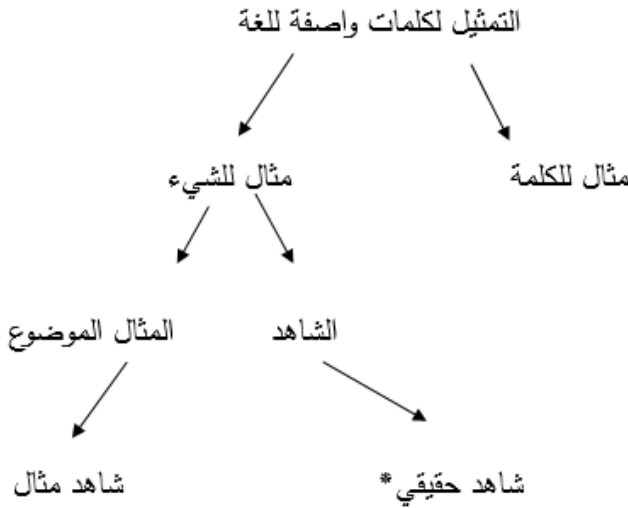 التمثيل لكلمات واصفة للغة
مثال للكلمة
مثال للشيء
الشاهد
المثال الموضوع
شاهد حقيقي*
شاهد مثال